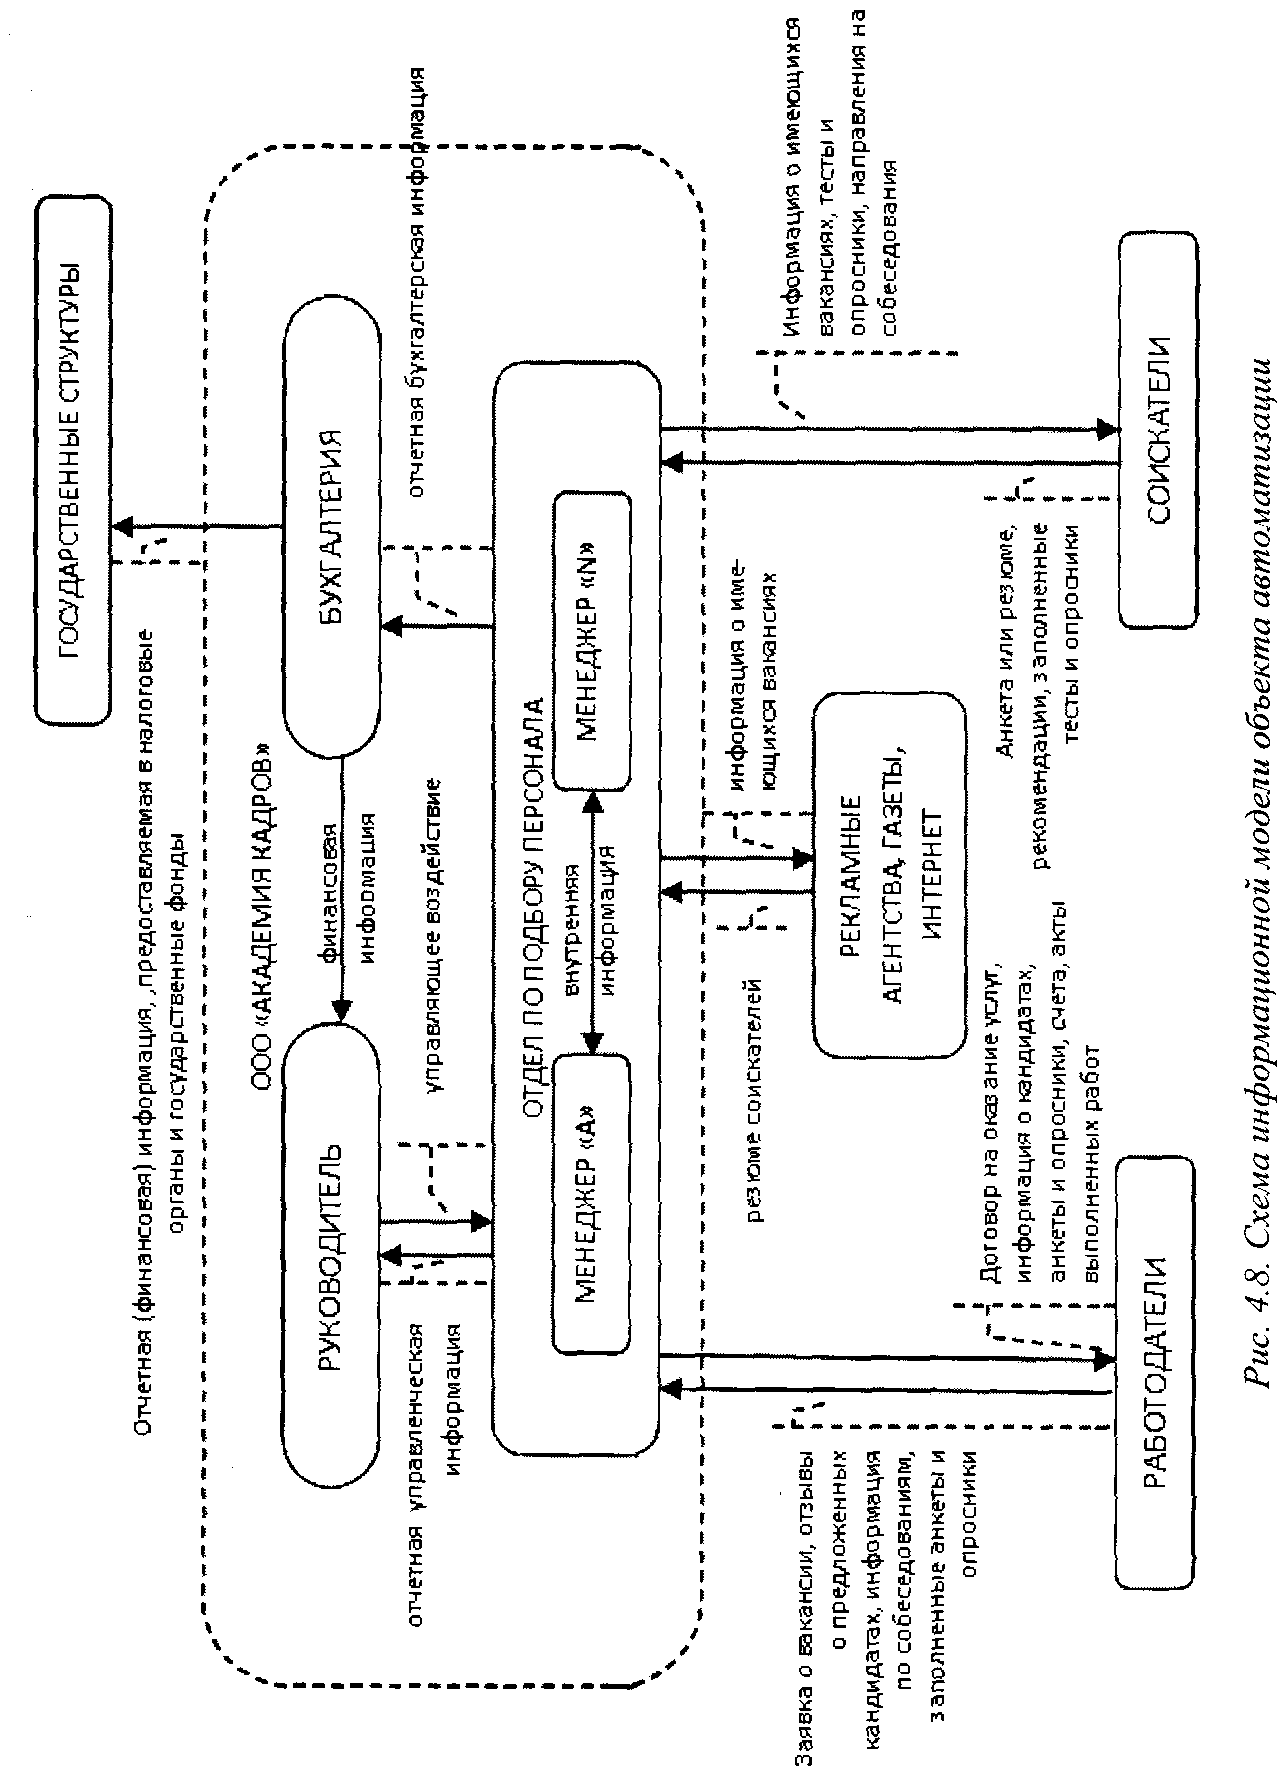 ГОСУДАРСТВЕННЫЕ СТРУКТУРЫ
Отчетная (финансовая) информация, ,предоставляемая в налоговые
органы и государственные фонды
ООО «АКАДЕМИЯ КАДРОВ»
РУКОВОДИТЕЛЬ
финансовая
информация
БУХГАЛТЕРИЯ
отчетная управленческая
информация
управляющее воздействие
отчетная бухгалтерская информация
ОТДЕЛ ПО ПОДБОРУ ПЕРСОНАЛА
МЕНЕДЖЕР «А»
внутренняя
информация
МЕНЕДЖЕР «N»
Заявка о вакансии, отзывы
о предложенных
кандидатах, информация
по собеседованиям,
заполненные анкеты и
опросники
резюме соискателей
информация о име-
ющихся вакансиях
Информация о имеющихся
вакансиях, тесты и
опросники, направления на
собеседования
РЕКЛАМНЫЕ
АГЕНТСТВА, ГАЗЕТЫ,
ИНТЕРНЕТ
Договор на оказание услуг,
информация о кандидатах,
анкеты и опросники, счета, акты
выполненных работ
Анкета или резюме,
рекомендации, заполненные
тесты и опросники
РАБОТОДАТЕЛИ
СОИСКАТЕЛИ
Рис. 4.8. Схема информационной модели объекта автоматизации